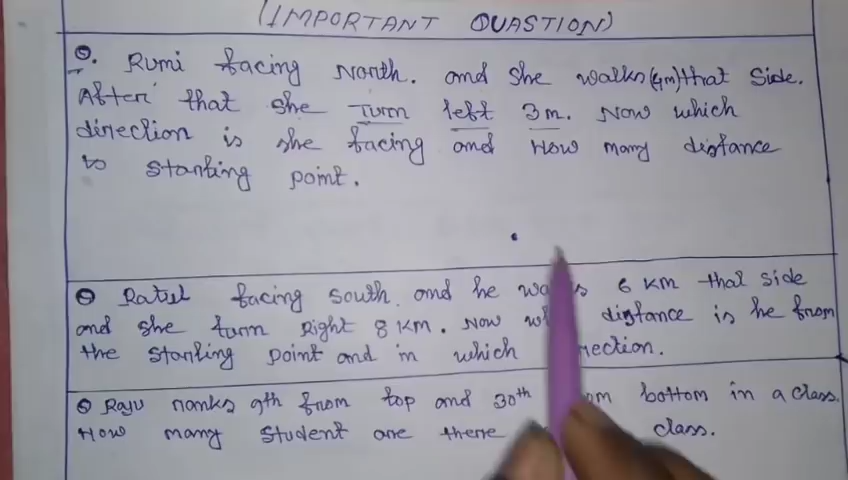 (IMPORTANT QUASTION)
Q. Rumi facing North. and she walks(4m)that Side.
After that she Turn left 3m. Now which
direction is she facing and How many distance
to Starting point.
Q Ratul facing South and he 6 KM that side
and she turn Right 8 KM. Now distance is he from
the Starting point and in which
Q Raju ranks 9th from top and 30th bottom in a class.
How many Student are there class.